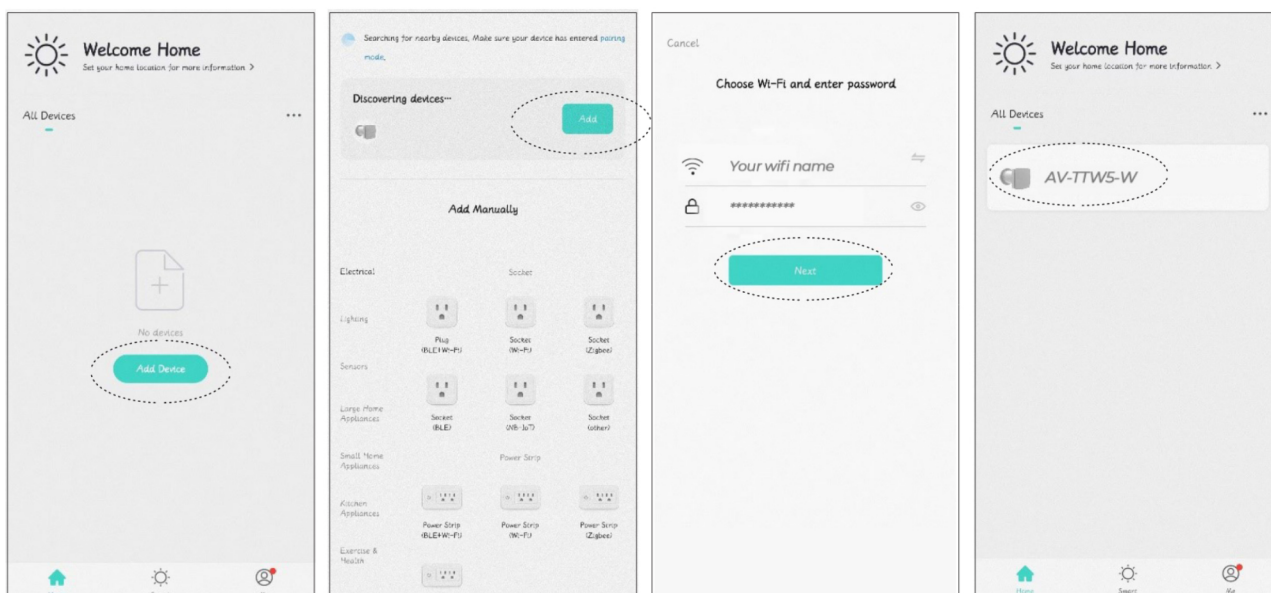 Welcome Home
Set your home location for more information >
All Devices
No devices
Add Device
Searching for nearby devices. Make sure your device has entered pairing
mode.
Discovering devices...
Add
Add Manually
Electrical
Socket
Lighting
Plug
(BLE+Wi-Fi)
Socket
(Wi-Fi)
Socket
(Zigbee)
Sensors
Large Home
Appliances
Socket
(BLE)
Socket
(NB-IoT)
Socket
(other)
Small Home
Appliances
Power Strip
Kitchen
Appliances
Power Strip
(BLE+Wi-Fi)
Power Strip
(Wi-Fi)
Power Strip
(Zigbee)
Exercise &
Health
Cancel
Choose Wi-Fi and enter password
Your wifi name
***********
Next
Welcome Home
Set your home location for more information >
All Devices
AV-TTW5-W
Home
Smart
Me